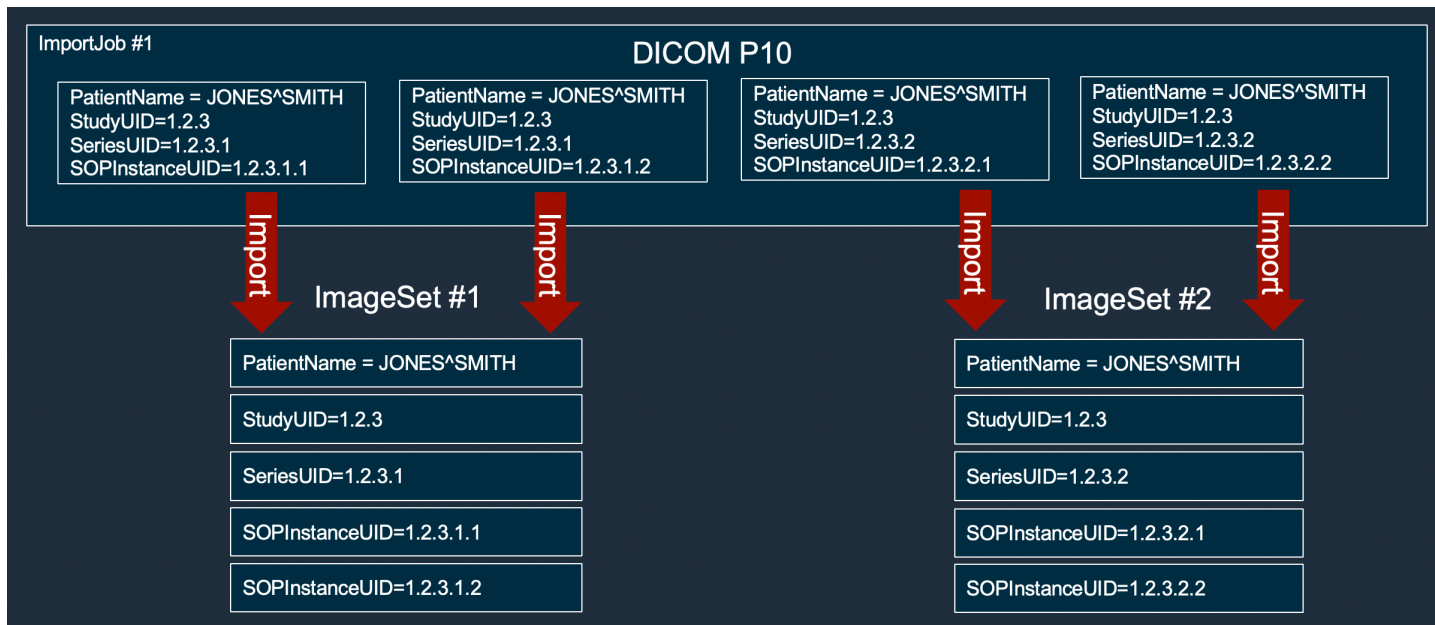 ImportJob #1
DICOM P10
PatientName = JONES^SMITH
StudyUID=1.2.3
SeriesUID=1.2.3.1
SOPInstanceUID=1.2.3.1.1
PatientName = JONES^SMITH
StudyUID=1.2.3
SeriesUID=1.2.3.1
SOPInstanceUID=1.2.3.1.2
PatientName = JONES^SMITH
StudyUID=1.2.3
SeriesUID=1.2.3.2
SOPInstanceUID=1.2.3.2.1
PatientName = JONES^SMITH
StudyUID=1.2.3
SeriesUID=1.2.3.2
SOPInstanceUID=1.2.3.2.2
Import
Import
Import
Import
ImageSet #1
PatientName = JONES^SMITH
StudyUID=1.2.3
SeriesUID=1.2.3.1
SOPInstanceUID=1.2.3.1.1
SOPInstanceUID=1.2.3.1.2
ImageSet #2
PatientName = JONES^SMITH
StudyUID=1.2.3
SeriesUID=1.2.3.2
SOPInstanceUID=1.2.3.2.1
SOPInstanceUID=1.2.3.2.2